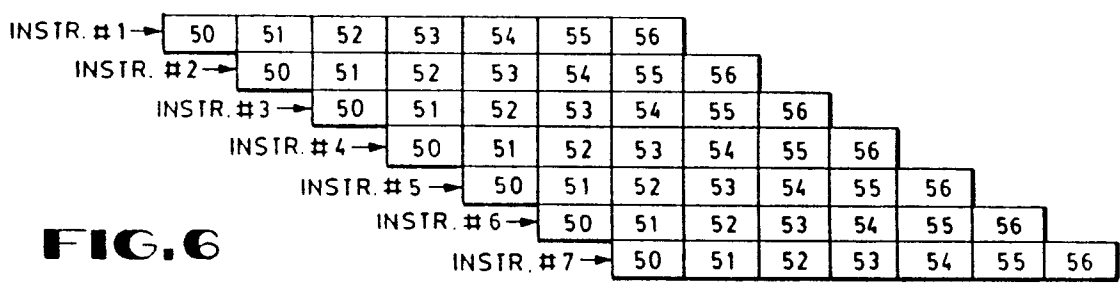 INSTR. #1 50 51 52 53 54 55 56
INSTR. #2 50 51 52 53 54 55 56
INSTR. #3 50 51 52 53 54 55 56
INSTR. #4 50 51 52 53 54 55 56
INSTR. #5 50 51 52 53 54 55 56
INSTR. #6 50 51 52 53 54 55 56
INSTR. #7 50 51 52 53 54 55 56
FIG.6